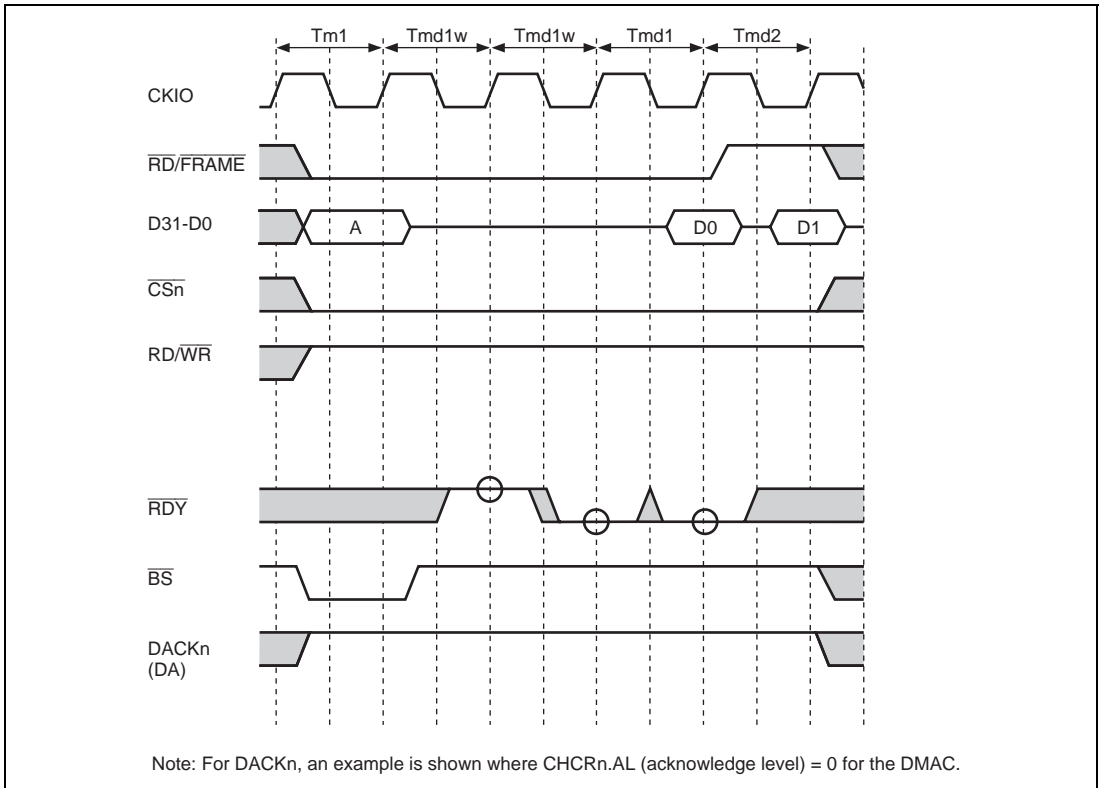 Tm1 Tmd1w Tmd1w Tmd1 Tmd2
CKIO
RD/FRAME
D31-D0 A D0 D1
CSn
RD/WR
RDY
BS
DACKn
(DA)
Note: For DACKn, an example is shown where CHCRn.AL (acknowledge level) = 0 for the DMAC.